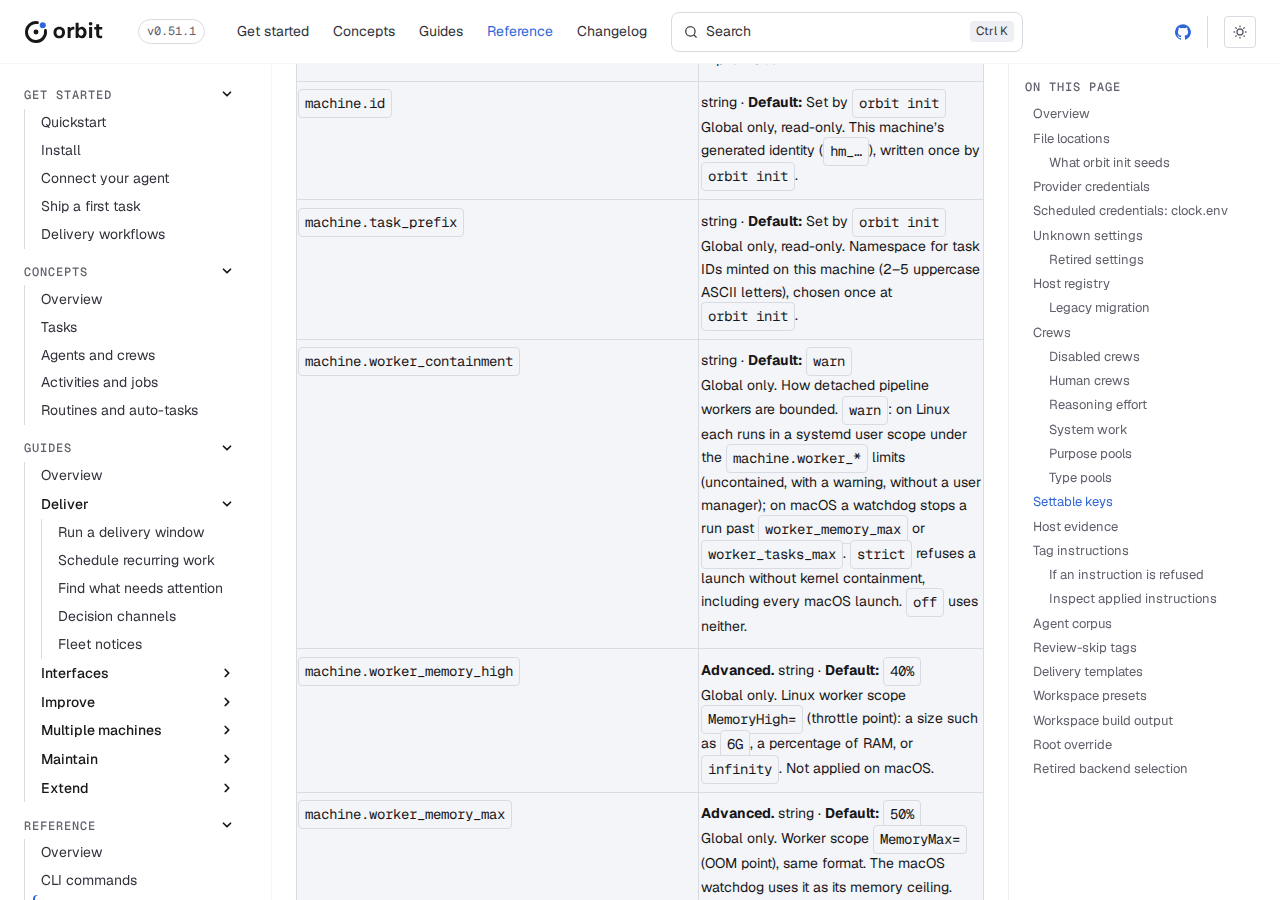 orbit
v0.51.1
Get started
Concepts
Guides
Reference
Changelog
Search
Ctrl K
GET STARTED
Quickstart
Install
Connect your agent
Ship a first task
Delivery workflows
CONCEPTS
Overview
Tasks
Agents and crews
Activities and jobs
Routines and auto-tasks
GUIDES
Overview
Deliver
Run a delivery window
Schedule recurring work
Find what needs attention
Decision channels
Fleet notices
Interfaces
Improve
Multiple machines
Maintain
Extend
REFERENCE
Overview
CLI commands
machine.id
string · Default: Set by orbit init
Global only, read-only. This machine’s
generated identity (hm_…), written once by
orbit init.
machine.task_prefix
string · Default: Set by orbit init
Global only, read-only. Namespace for task
IDs minted on this machine (2–5 uppercase
ASCII letters), chosen once at
orbit init.
machine.worker_containment
string · Default: warn
Global only. How detached pipeline
workers are bounded. warn: on Linux
each runs in a systemd user scope under
the machine.worker_* limits
(uncontained, with a warning, without a user
manager); on macOS a watchdog stops a
run past worker_memory_max or
worker_tasks_max. strict refuses a
launch without kernel containment,
including every macOS launch. off uses
neither.
machine.worker_memory_high
Advanced. string · Default: 40%
Global only. Linux worker scope
MemoryHigh= (throttle point): a size such
as 6G, a percentage of RAM, or
infinity. Not applied on macOS.
machine.worker_memory_max
Advanced. string · Default: 50%
Global only. Worker scope MemoryMax=
(OOM point), same format. The macOS
watchdog uses it as its memory ceiling.
ON THIS PAGE
Overview
File locations
What orbit init seeds
Provider credentials
Scheduled credentials: clock.env
Unknown settings
Retired settings
Host registry
Legacy migration
Crews
Disabled crews
Human crews
Reasoning effort
System work
Purpose pools
Type pools
Settable keys
Host evidence
Tag instructions
If an instruction is refused
Inspect applied instructions
Agent corpus
Review-skip tags
Delivery templates
Workspace presets
Workspace build output
Root override
Retired backend selection